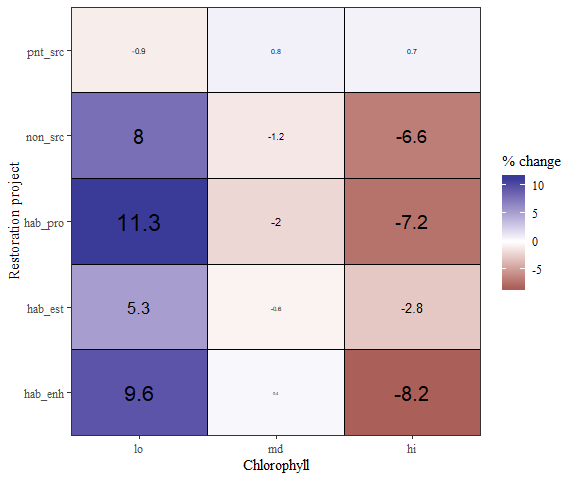 pnt_src -0.9 0.8 0.7
non_src 8 -1.2 -6.6
hab_pro 11.3 -2 -7.2
hab_est 5.3 -0.6 -2.8
hab_enh 9.6 -8.2
lo md hi
Chlorophyll
Restoration project
% change
10
5
0
-5